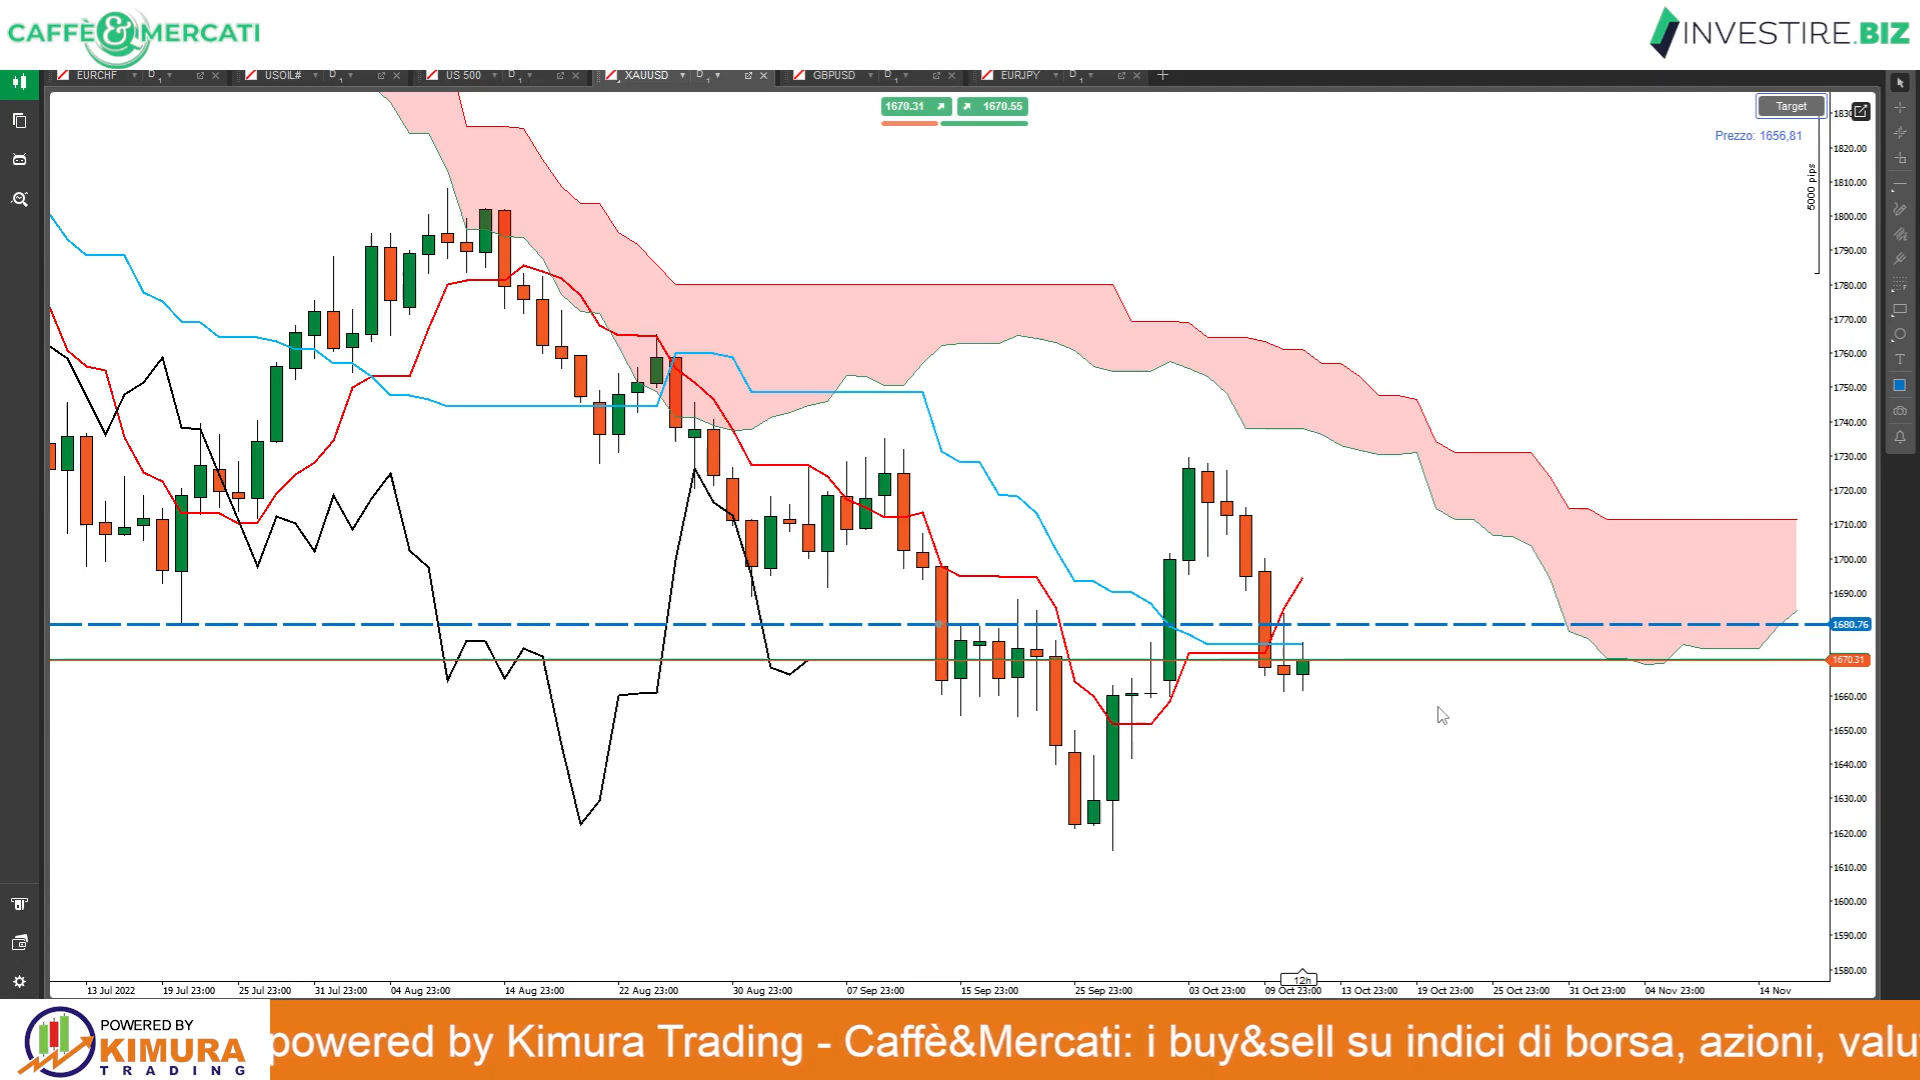 CAFFÈ&MERCATI
INVESTIRE.BIZ
EURCHF D1 USOIL# D1 US 500 D1 XAUUSD D1 GBPUSD D1 EURJPY D1
1670.31 1670.55
Target
Prezzo: 1656,81
5000 pips
1820.00
1810.00
1800.00
1790.00
1780.00
1770.00
1760.00
1750.00
1740.00
1730.00
1720.00
1710.00
1700.00
1690.00
1680.76
1670.31
1660.00
1650.00
1640.00
1630.00
1620.00
1610.00
1600.00
1590.00
1580.00
12h
13 Jul 2022 19 Jul 23:00 25 Jul 23:00 31 Jul 23:00 04 Aug 23:00 14 Aug 23:00 22 Aug 23:00 30 Aug 23:00 07 Sep 23:00 15 Sep 23:00 25 Sep 23:00 03 Oct 23:00 09 Oct 23:00 13 Oct 23:00 19 Oct 23:00 25 Oct 23:00 31 Oct 23:00 04 Nov 23:00 14 Nov
POWERED BY
KIMURA
TRADING
powered by Kimura Trading - Caffè&Mercati: i buy&sell su indici di borsa, azioni, valu